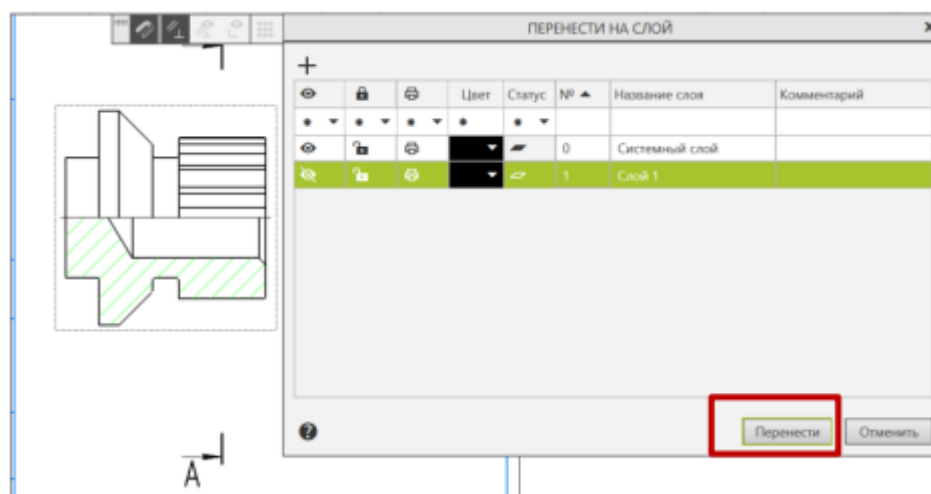 ПЕРЕНЕСТИ НА СЛОЙ
Цвет Статус № Название слоя Комментарий
0 Системный слой
1 Слой 1
Перенести Отменить
А